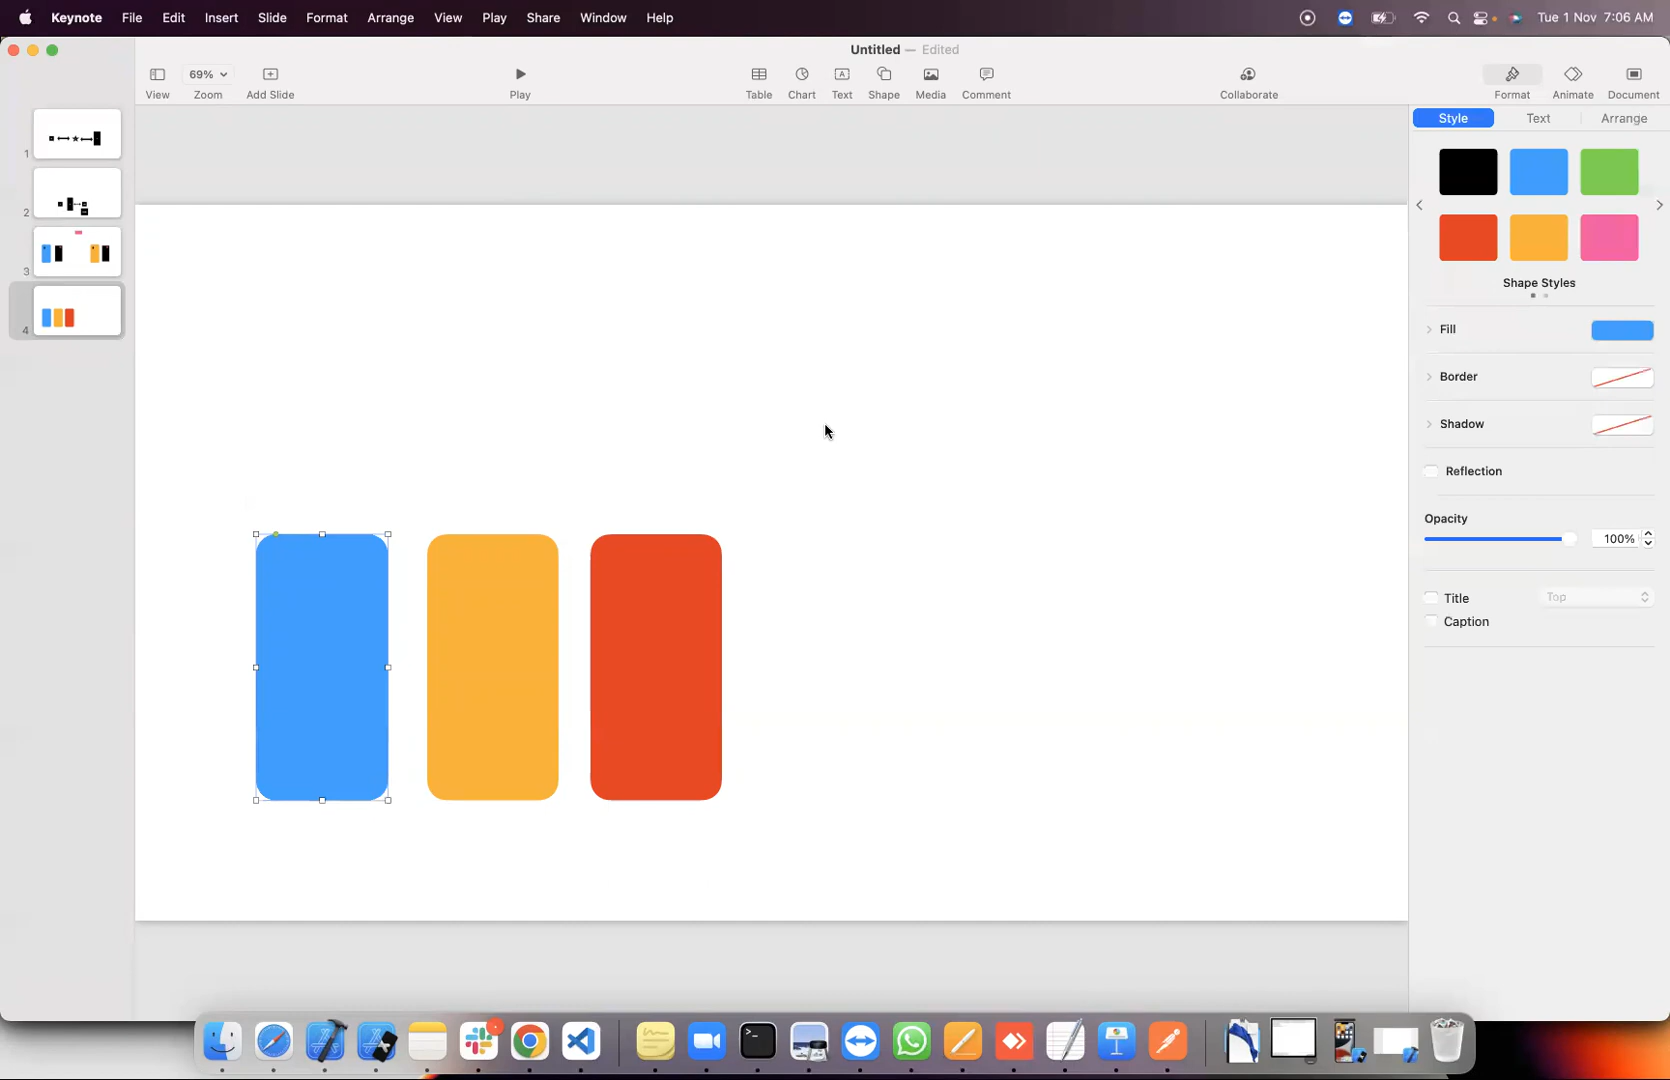 Keynote File Edit Insert Slide Format Arrange View Play Share Window Help Tue 1 Nov 7:06 AM
Untitled — Edited
69%
View Zoom Add Slide Play Table Chart Text Shape Media Comment Collaborate Format Animate Document
Style Text Arrange
1
2
3
4
Shape Styles
Fill
Border
Shadow
Reflection
Opacity
100%
Title Top
Caption